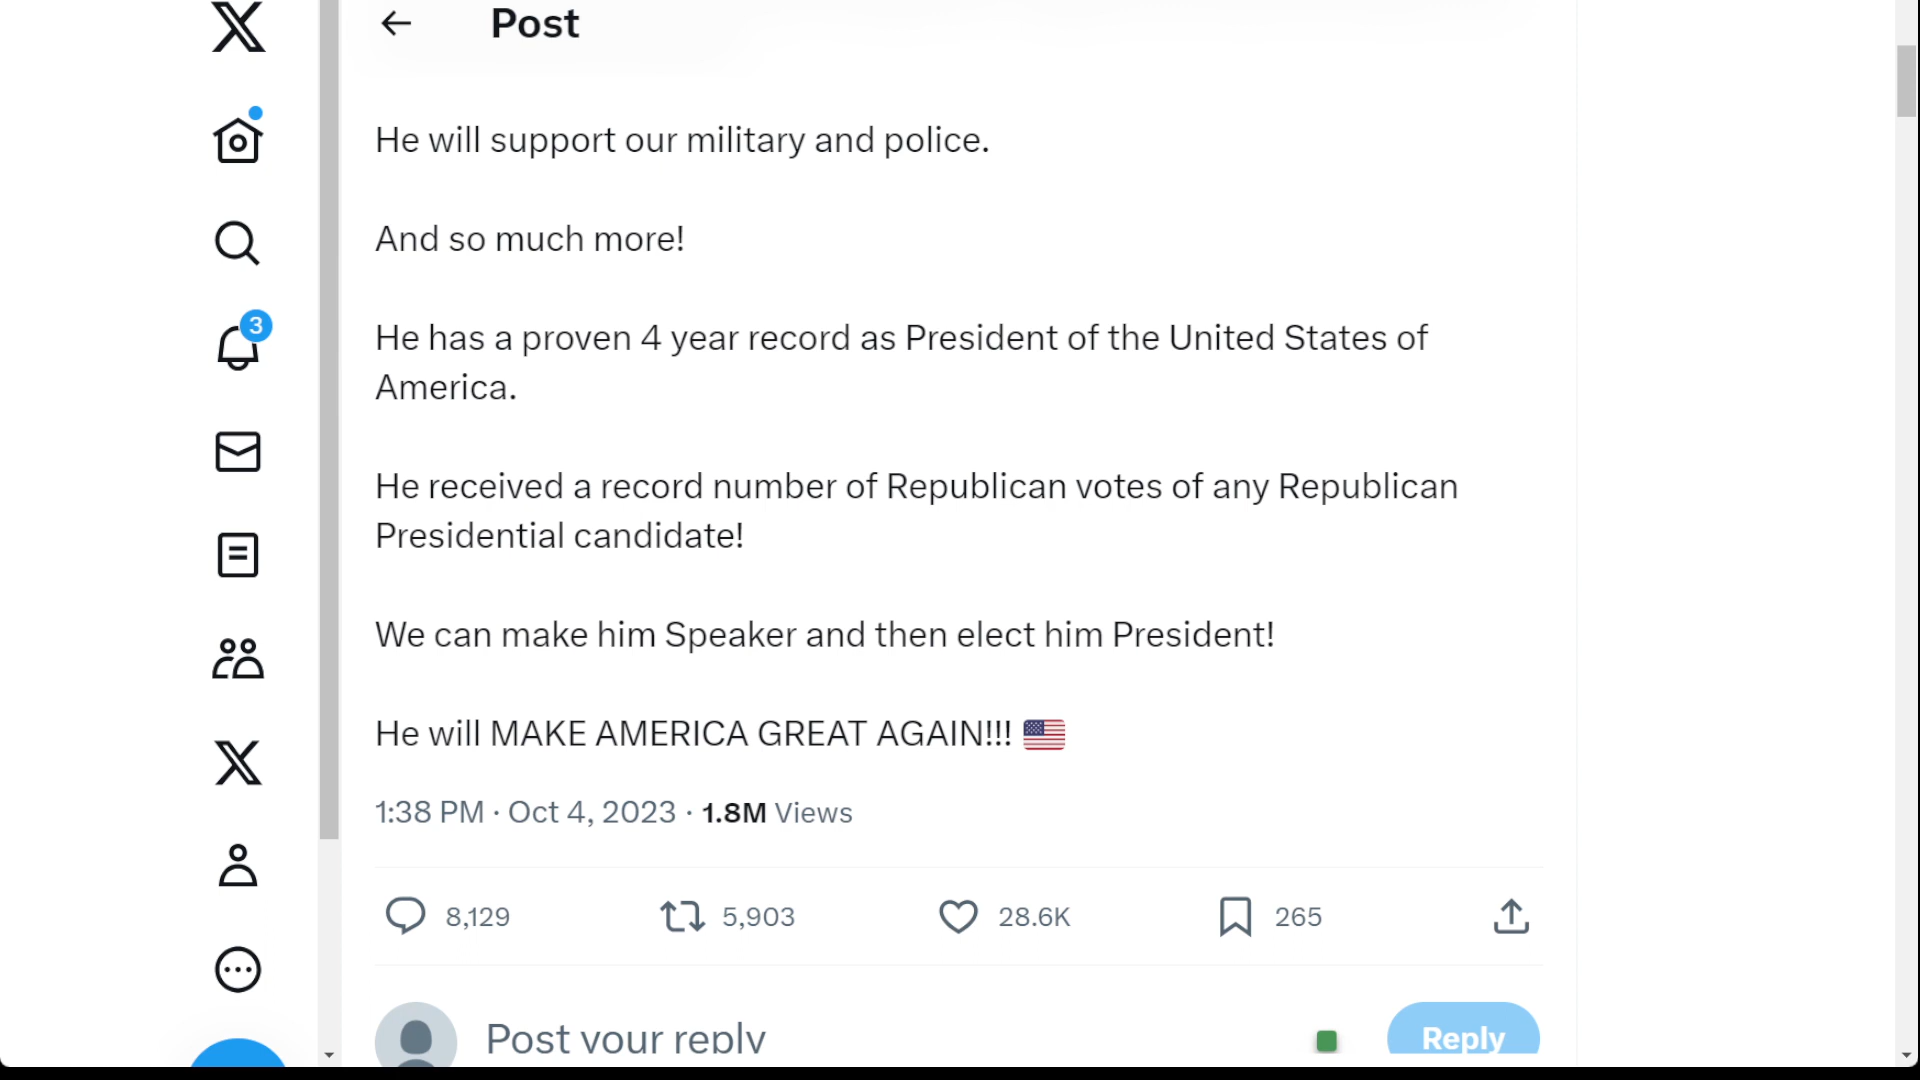 Post
He will support our military and police.
And so much more!
3
He has a proven 4 year record as President of the United States of
America.
He received a record number of Republican votes of any Republican
Presidential candidate!
We can make him Speaker and then elect him President!
He will MAKE AMERICA GREAT AGAIN!!! 🇺🇸
1:38 PM · Oct 4, 2023 · 1.8M Views
8,129 5,903 28.6K 265
Post your reply Reply